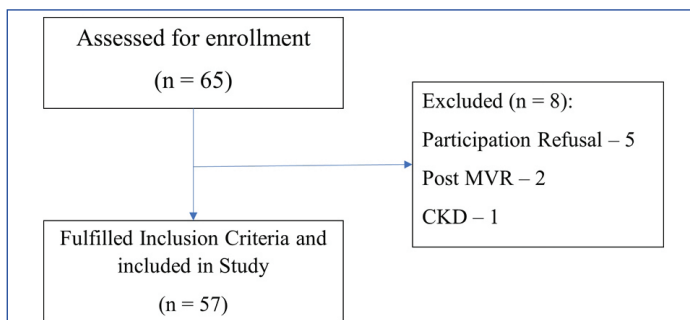 Assessed for enrollment
(n = 65)
Excluded (n = 8):
Participation Refusal – 5
Post MVR – 2
CKD – 1
Fulfilled Inclusion Criteria and
included in Study
(n = 57)